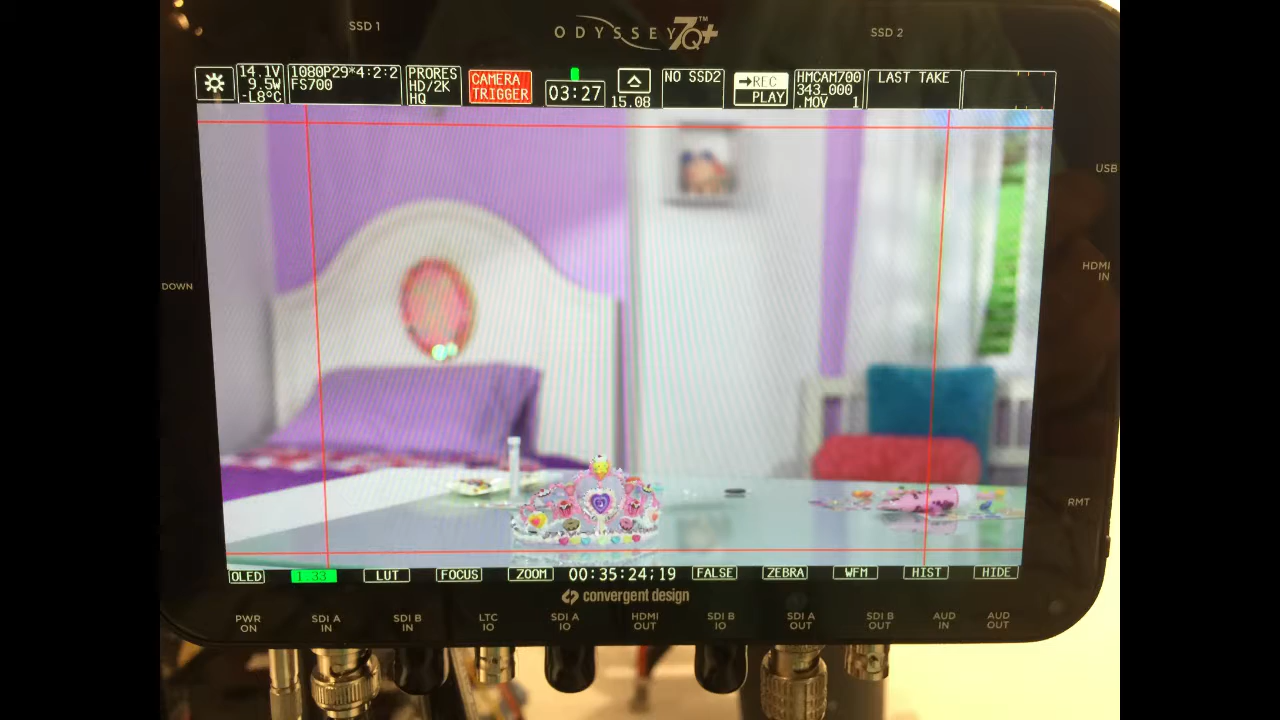 SSD 1
ODYSSEY7Q+™
SSD 2
14.1V
9.5W
-L8°C
1080P29*4:2:2
FS700
PRORES
HD/2K
HQ
CAMERA
TRIGGER
03:27
15.08
NO SSD2
→REC
PLAY
HMCAM700
343_000
.MOV 1
LAST TAKE
USB
HDMI
IN
DOWN
RMT
OLED
1.33
LUT
FOCUS
ZOOM
00:35:24;19
FALSE
ZEBRA
WFM
HIST
HIDE
convergent design
PWR
ON
SDI A
IN
SDI B
IN
LTC
IO
SDI A
IO
HDMI
OUT
SDI B
IO
SDI A
OUT
SDI B
OUT
AUD
IN
AUD
OUT